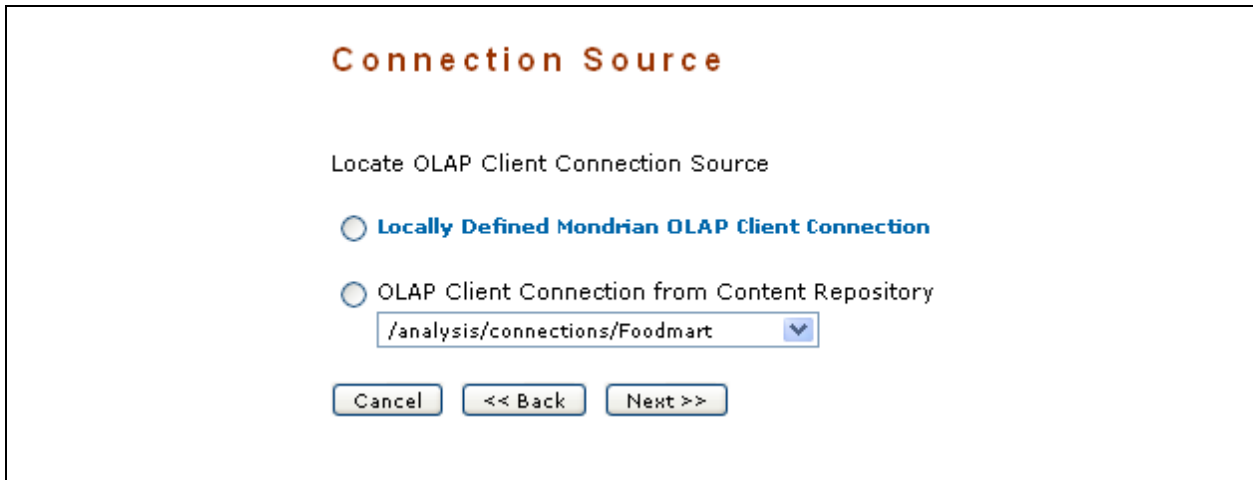 Connection Source
Locate OLAP Client Connection Source
Locally Defined Mondrian OLAP Client Connection
OLAP Client Connection from Content Repository
/analysis/connections/Foodmart
Cancel << Back Next >>